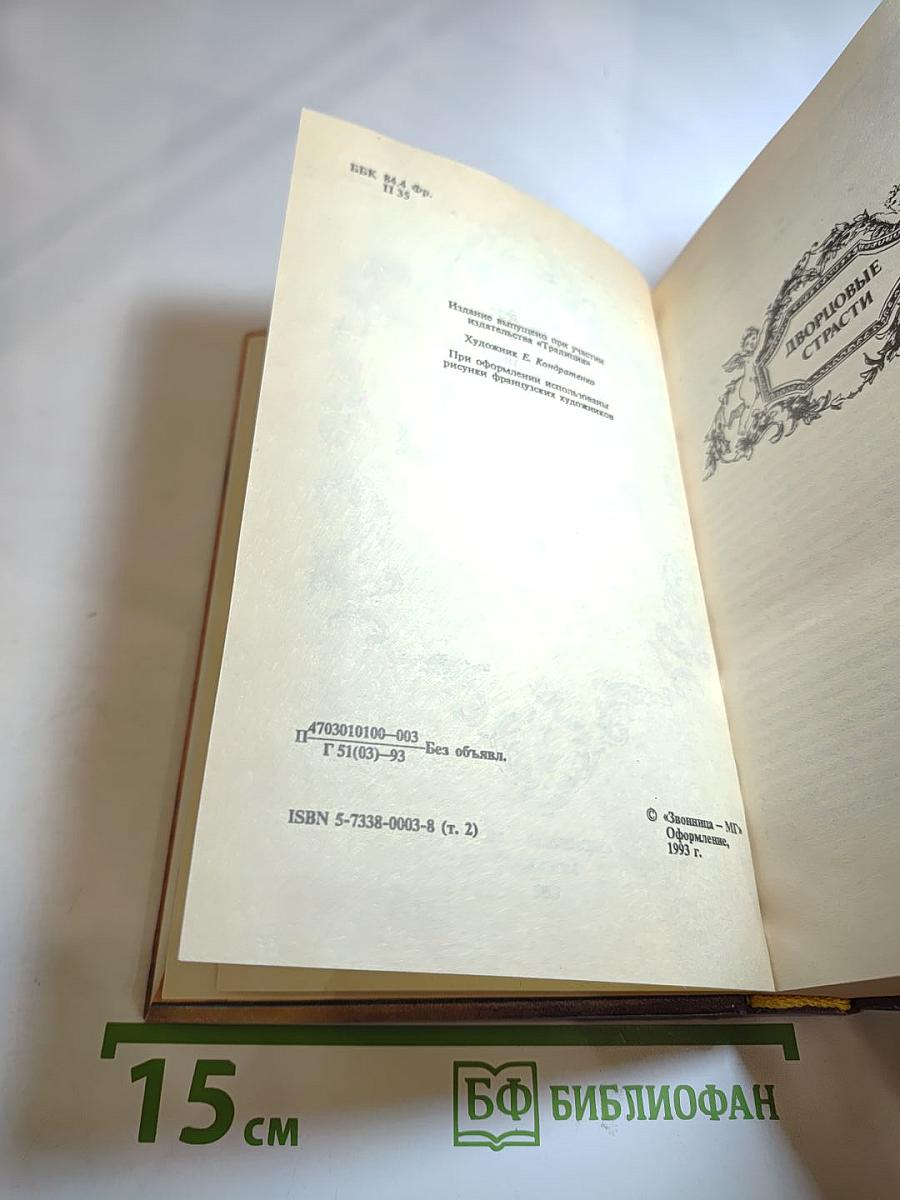 ББК 84.4 Фр.
П 35
Издание выпущено при участии
издательства «Традиция»
Художник Е. Кондратенко
При оформлении использованы
рисунки французских художников
П 4703010100—003
Г 51(03)—93
Без объявл.
ISBN 5-7338-0003-8 (т. 2)
© «Звонница – МГ»
Оформление,
1993 г.
ДВОРЦОВЫЕ
СТРАСТИ
15 см
БФ БИБЛИОФАН